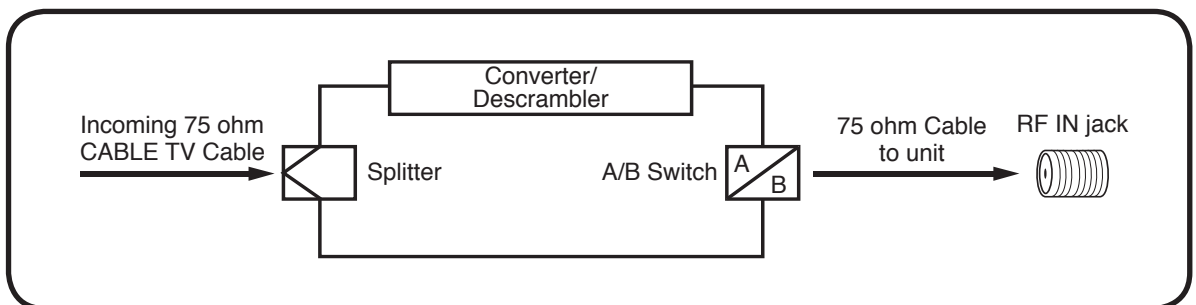 Converter/
Descrambler
Incoming 75 ohm
CABLE TV Cable
Splitter
A/B Switch
A
B
75 ohm Cable
to unit
RF IN jack